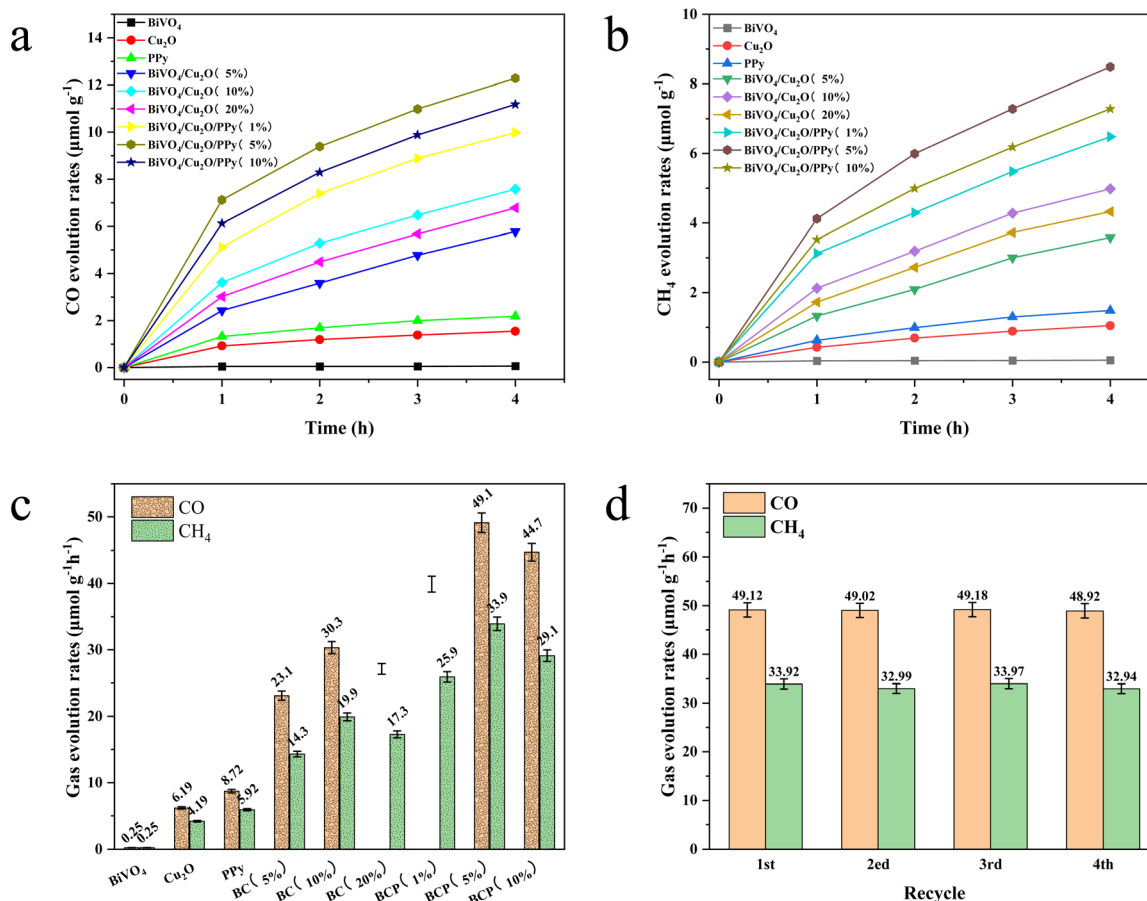 a
CO evolution rates (μmol g⁻¹)
14
12
10
8
6
4
2
0
BiVO₄
Cu₂O
PPy
BiVO₄/Cu₂O( 5%)
BiVO₄/Cu₂O( 10%)
BiVO₄/Cu₂O( 20%)
BiVO₄/Cu₂O/PPy( 1%)
BiVO₄/Cu₂O/PPy( 5%)
BiVO₄/Cu₂O/PPy( 10%)
0 1 2 3 4
Time (h)
b
CH₄ evolution rates (μmol g⁻¹)
10
8
6
4
2
0
BiVO₄
Cu₂O
PPy
BiVO₄/Cu₂O( 5%)
BiVO₄/Cu₂O( 10%)
BiVO₄/Cu₂O( 20%)
BiVO₄/Cu₂O/PPy( 1%)
BiVO₄/Cu₂O/PPy( 5%)
BiVO₄/Cu₂O/PPy( 10%)
0 1 2 3 4
Time (h)
c
Gas evolution rates (μmol g⁻¹h⁻¹)
50
40
30
20
10
0
CO
CH₄
0.25 0.25
6.19 4.19
8.72 5.92
23.1 14.3
30.3 19.9
17.3
25.9
49.1 33.9
44.7 29.1
BiVO₄
Cu₂O
PPy
BC( 5%)
BC( 10%)
BC( 20%)
BCP( 1%)
BCP( 5%)
BCP( 10%)
d
Gas evolution rates (μmol g⁻¹h⁻¹)
70
60
50
40
30
20
10
0
CO
CH₄
49.12 33.92
49.02 32.99
49.18 33.97
48.92 32.94
1st 2ed 3rd 4th
Recycle